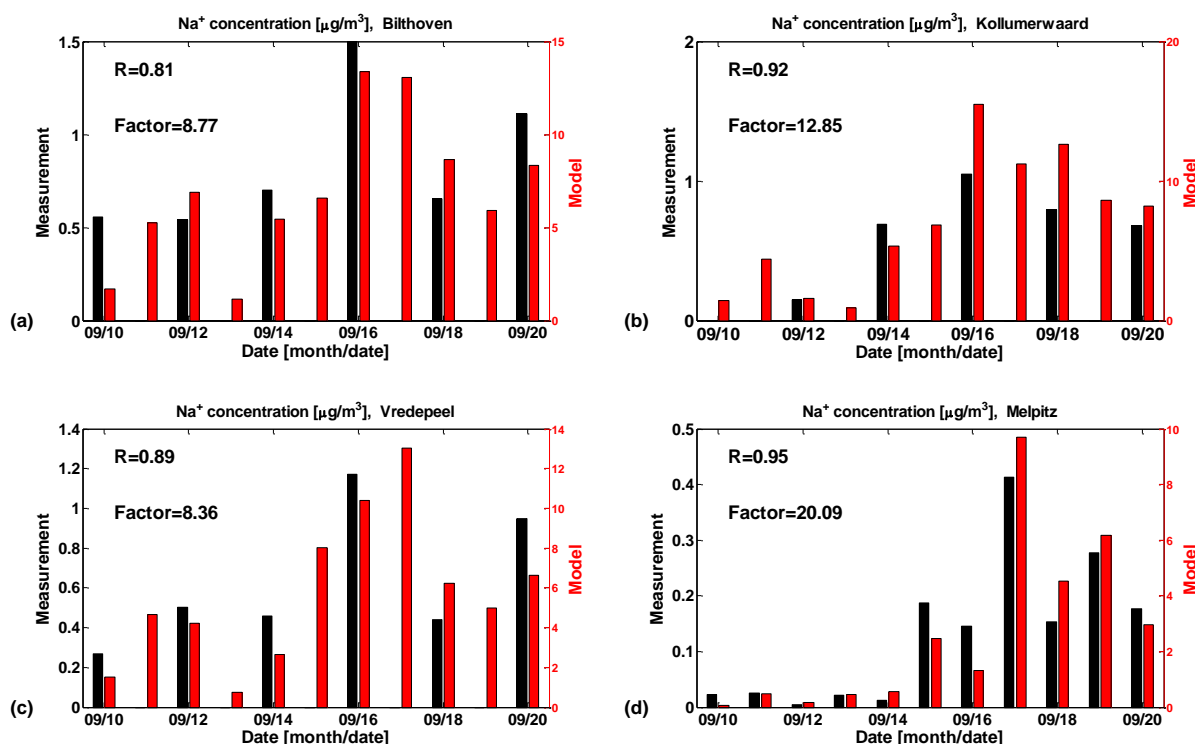 Na+ concentration [μg/m3], Bilthoven
1.5
1
0.5
0
Measurement
R=0.81
Factor=8.77
15
10
5
0
Model
09/10 09/12 09/14 09/16 09/18 09/20
Date [month/date]
(a)
Na+ concentration [μg/m3], Kollumerwaard
2
1
0
Measurement
R=0.92
Factor=12.85
20
10
0
Model
09/10 09/12 09/14 09/16 09/18 09/20
Date [month/date]
(b)
Na+ concentration [μg/m3], Vredepeel
1.4
1.2
1
0.8
0.6
0.4
0.2
0
Measurement
R=0.89
Factor=8.36
14
12
10
8
6
4
2
0
Model
09/10 09/12 09/14 09/16 09/18 09/20
Date [month/date]
(c)
Na+ concentration [μg/m3], Melpitz
0.5
0.4
0.3
0.2
0.1
0
Measurement
R=0.95
Factor=20.09
10
8
6
4
2
0
Model
09/10 09/12 09/14 09/16 09/18 09/20
Date [month/date]
(d)